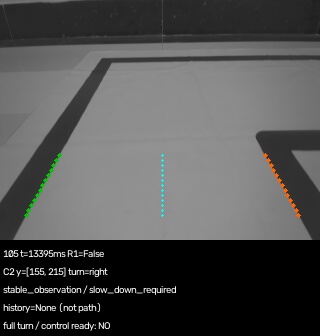 105 t=13395ms R1=False
C2 y=[155, 215] turn=right
stable_observation / slow_down_required
history=None (not path)
full turn / control ready: NO